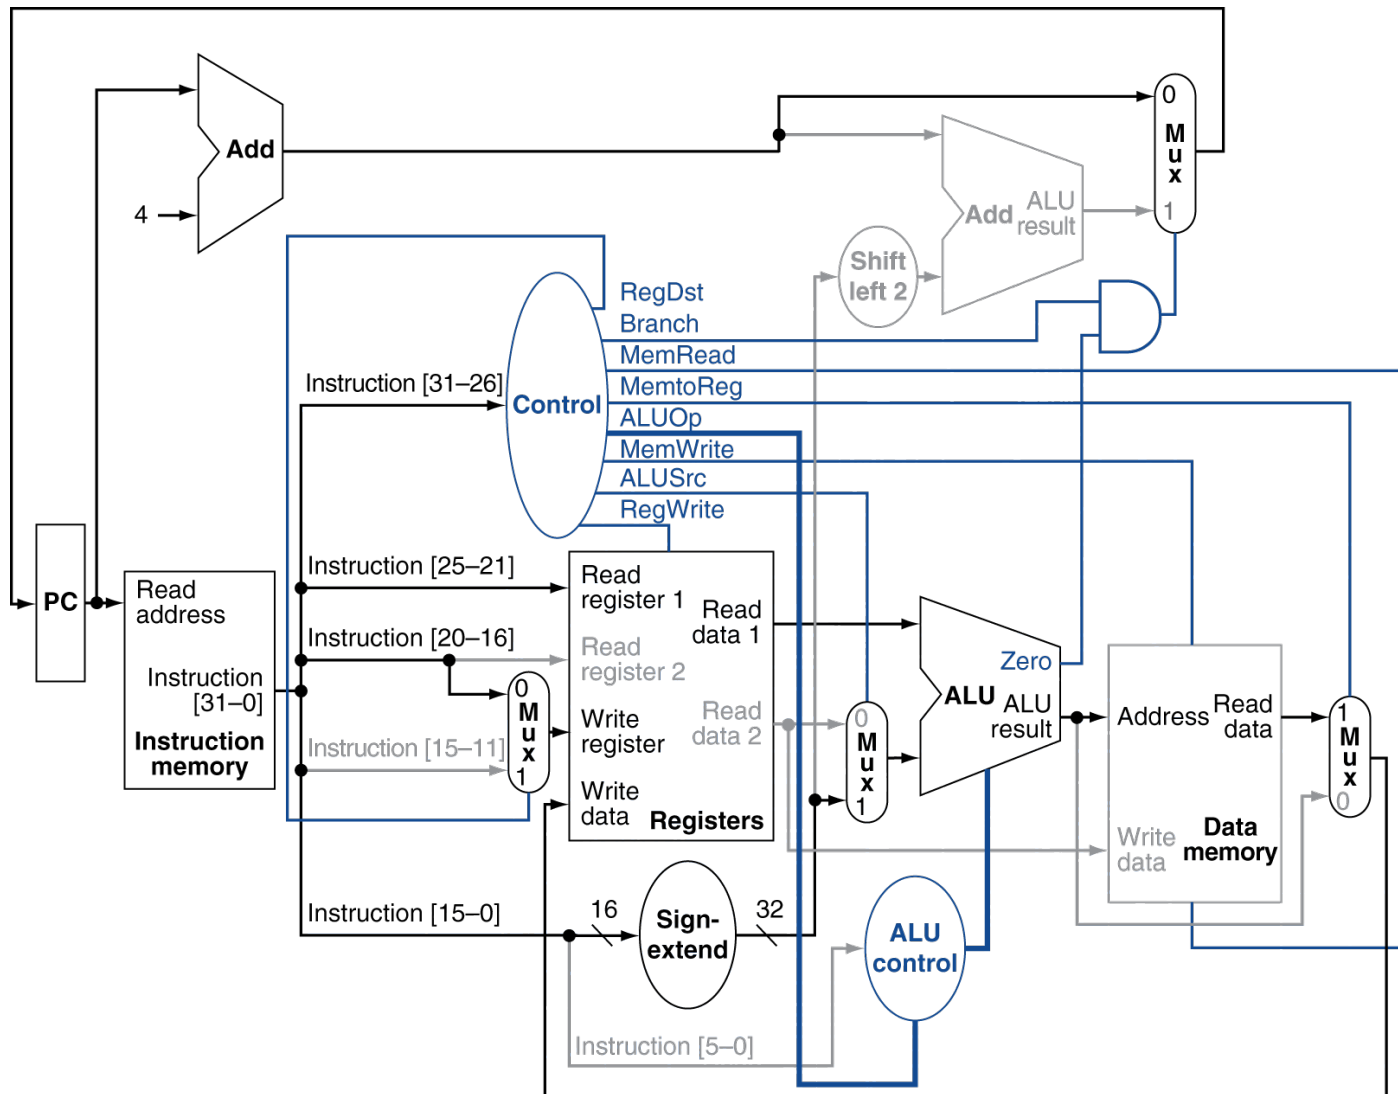 0
M
u
x
1
Add
4
Add
ALU
result
Shift
left 2
RegDst
Branch
MemRead
MemtoReg
ALUOp
MemWrite
ALUSrc
RegWrite
Instruction [31–26]
Control
PC
Read
address
Instruction
[31–0]
Instruction
memory
Instruction [25–21]
Instruction [20–16]
Instruction [15–11]
0
M
u
x
1
Read
register 1
Read
register 2
Write
register
Write
data
Read
data 1
Read
data 2
Registers
0
M
u
x
1
Zero
ALU
ALU
result
Address
Read
data
Write
data
Data
memory
1
M
u
x
0
Instruction [15–0]
16
Sign-
extend
32
ALU
control
Instruction [5–0]